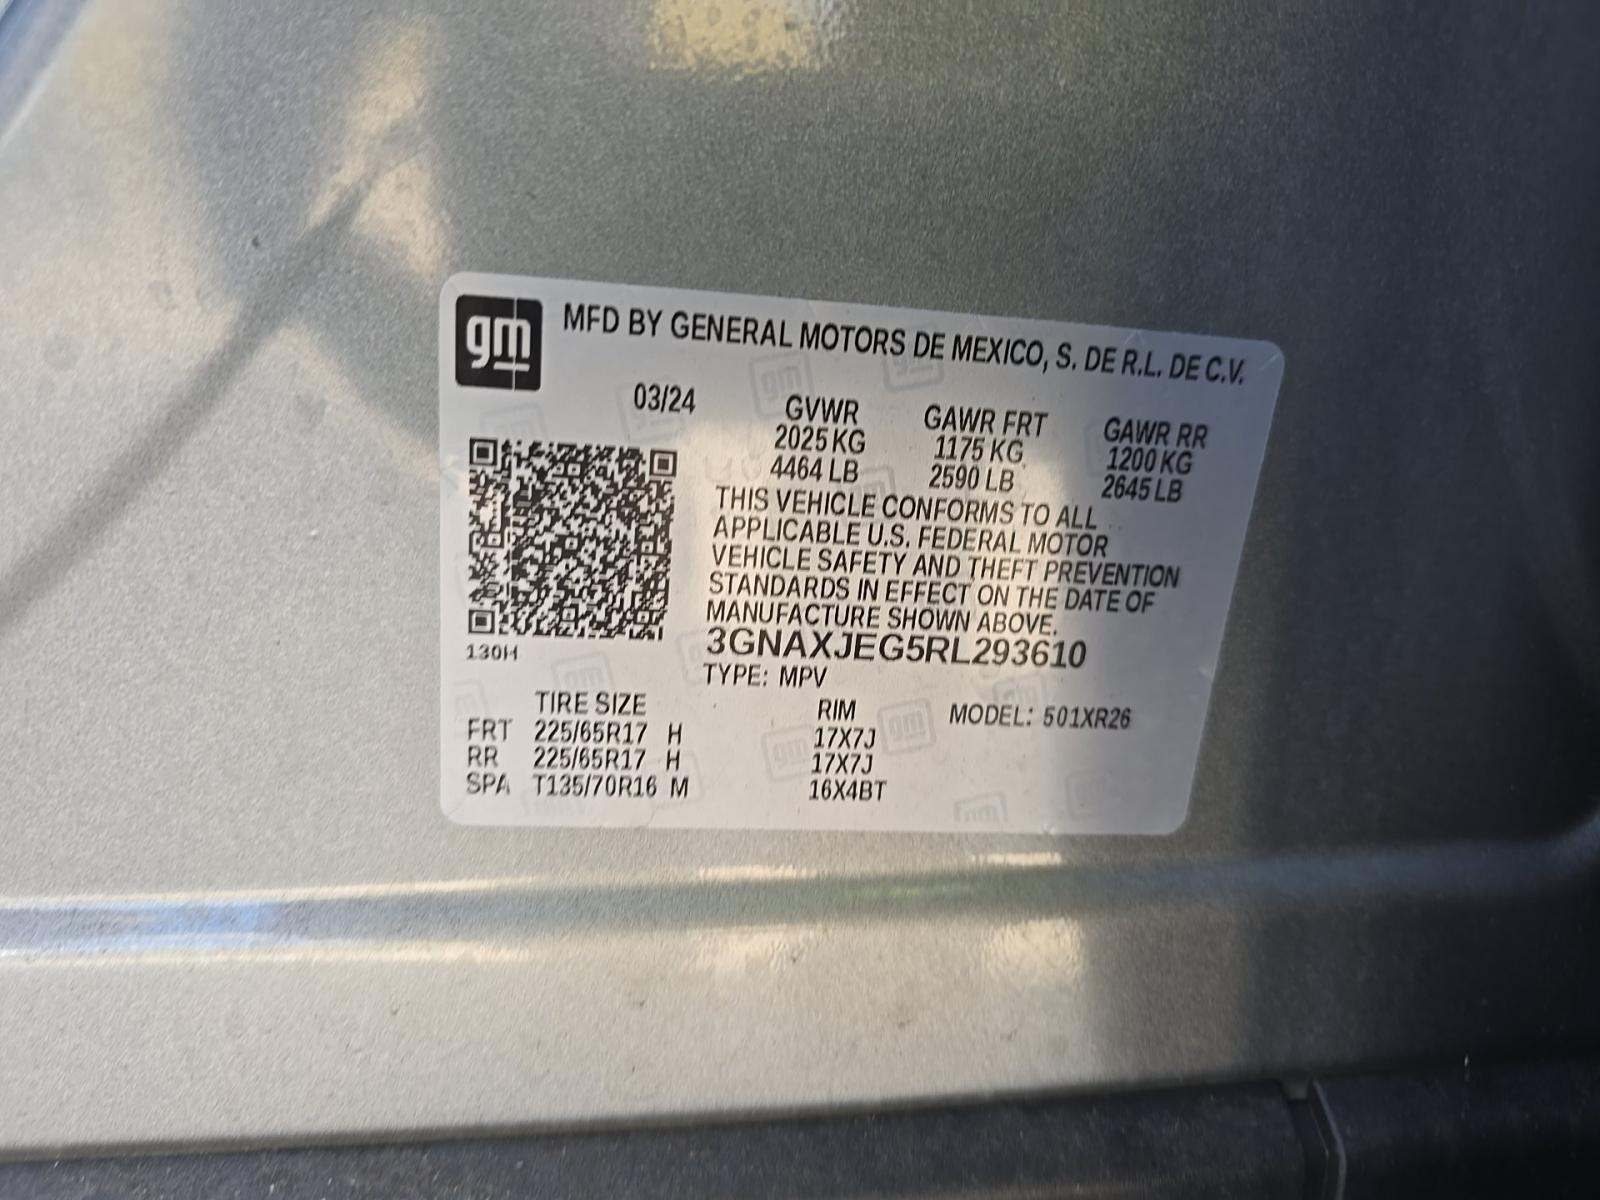 gm
MFD BY GENERAL MOTORS DE MEXICO, S. DE R.L. DE C.V.
03/24 GVWR GAWR FRT GAWR RR
2025 KG 1175 KG 1200 KG
4464 LB 2590 LB 2645 LB
THIS VEHICLE CONFORMS TO ALL
APPLICABLE U.S. FEDERAL MOTOR
VEHICLE SAFETY AND THEFT PREVENTION
STANDARDS IN EFFECT ON THE DATE OF
MANUFACTURE SHOWN ABOVE.
130H 3GNAXJEG5RL293610
TYPE: MPV
TIRE SIZE RIM MODEL: 501XR26
FRT 225/65R17 H 17X7J
RR 225/65R17 H 17X7J
SPA T135/70R16 M 16X4BT